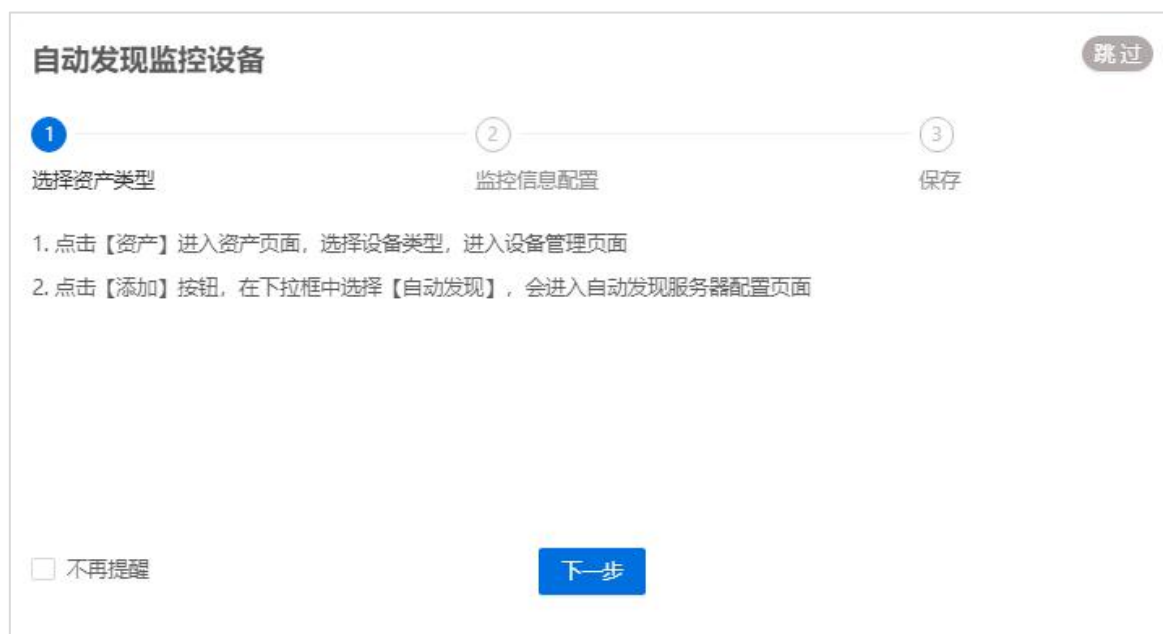 自动发现监控设备
跳过
1
2
3
选择资产类型
监控信息配置
保存
1. 点击【资产】进入资产页面，选择设备类型，进入设备管理页面
2. 点击【添加】按钮，在下拉框中选择【自动发现】，会进入自动发现服务器配置页面
不再提醒
下一步